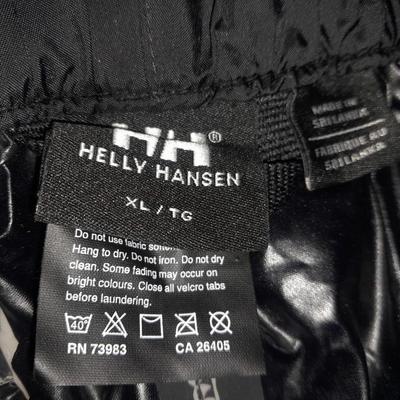 HH®
HELLY HANSEN
XL / TG
Do not use fabric
Hang to dry. Do not iron. Do not dry
clean. Some fading may occur on
bright colours. Close all velcro tabs
before laundering.
40°
RN 73983 CA 26405
MADE IN
SRI LANKA
FABRIQUE AU
SRI LANKA